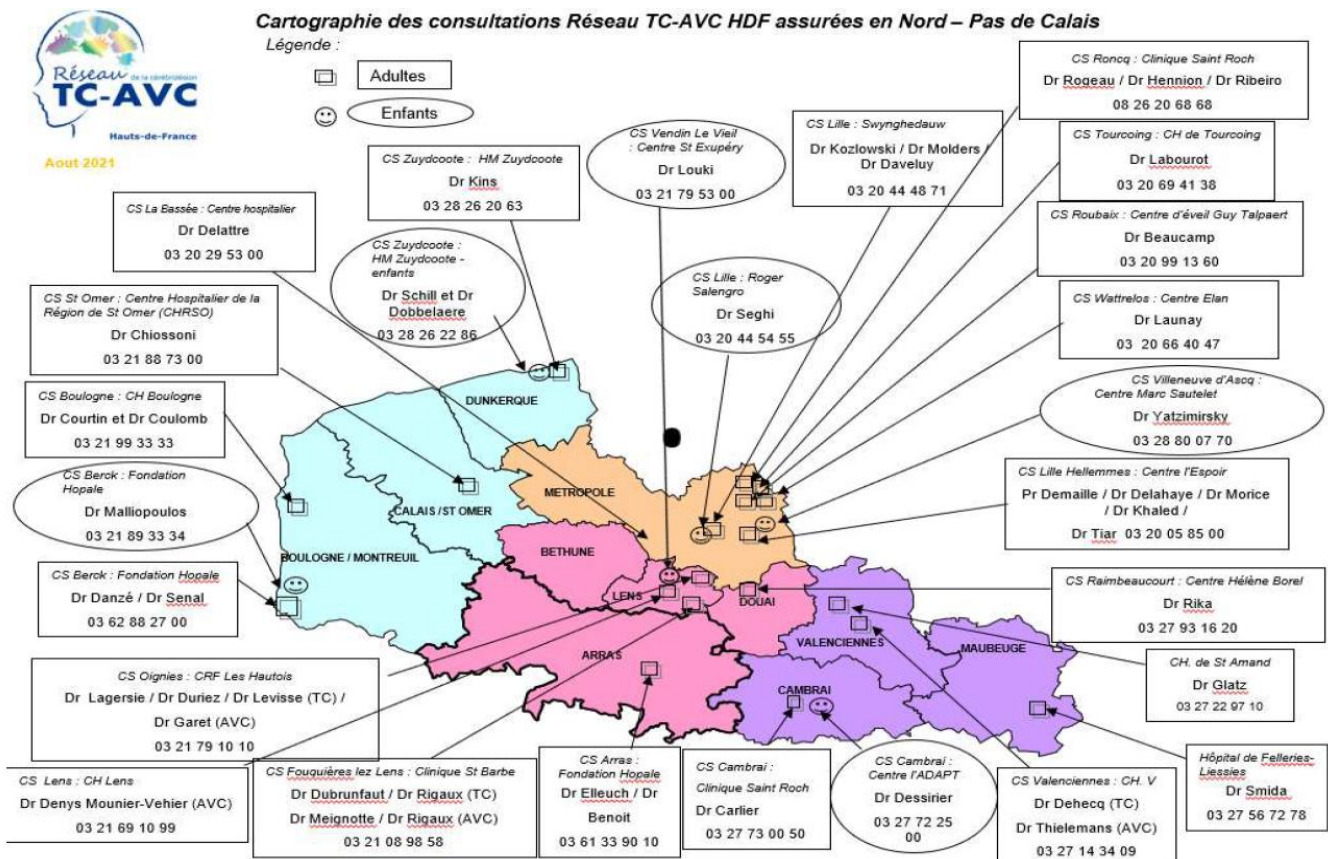 Cartographie des consultations Réseau TC-AVC HDF assurées en Nord – Pas de Calais
Légende :
Adultes
Enfants
Réseau de la cérébrolésion
TC-AVC
Hauts-de-France
Aout 2021
CS Roncq : Clinique Saint Roch
Dr Rogeau / Dr Hennion / Dr Ribeiro
08 26 20 68 68
CS Vendin Le Vieil
: Centre St Exupéry
Dr Louki
03 21 79 53 00
CS Lille : Swynghedauw
Dr Kozlowski / Dr Molders /
Dr Daveluy
03 20 44 48 71
CS Tourcoing : CH de Tourcoing
Dr Labourot
03 20 69 41 38
CS Zuydcoote : HM Zuydcoote
Dr Kins
03 28 26 20 63
CS La Bassée : Centre hospitalier
Dr Delattre
03 20 29 53 00
CS Roubaix : Centre d'éveil Guy Talpaert
Dr Beaucamp
03 20 99 13 60
CS Zuydcoote :
HM Zuydcoote -
enfants
Dr Schill et Dr
Dobbelaere
03 28 26 22 86
CS Lille : Roger
Salengro
Dr Seghi
03 20 44 54 55
CS St Omer : Centre Hospitalier de la
Région de St Omer (CHRSO)
Dr Chiossoni
03 21 88 73 00
CS Wattrelos : Centre Elan
Dr Launay
03 20 66 40 47
CS Boulogne : CH Boulogne
Dr Courtin et Dr Coulomb
03 21 99 33 33
CS Villeneuve d'Ascq :
Centre Marc Sautelet
Dr Yatzimirsky
03 28 80 07 70
CS Berck : Fondation
Hopale
Dr Malliopoulos
03 21 89 33 34
CS Lille Hellemmes : Centre l'Espoir
Pr Demaille / Dr Delahaye / Dr Morice
/ Dr Khaled /
Dr Tiar 03 20 05 85 00
CS Berck : Fondation Hopale
Dr Danzé / Dr Senal
03 62 88 27 00
CS Raimbeaucourt : Centre Hélène Borel
Dr Rika
03 27 93 16 20
DUNKERQUE
METROPOLE
CALAIS /ST OMER
BETHUNE
BOULOGNE / MONTREUIL
LENS
DOUAI
VALENCIENNES
MAUBEUGE
ARRAS
CAMBRAI
CS Oignies : CRF Les Hautois
Dr Lagersie / Dr Duriez / Dr Levisse (TC) /
Dr Garet (AVC)
03 21 79 10 10
CH. de St Amand
Dr Glatz
03 27 22 97 10
CS Lens : CH Lens
Dr Denys Mounier-Vehier (AVC)
03 21 69 10 99
CS Fouquières lez Lens : Clinique St Barbe
Dr Dubrunfaut / Dr Rigaux (TC)
Dr Meignotte / Dr Rigaux (AVC)
03 21 08 98 58
CS Arras :
Fondation Hopale
Dr Elleuch / Dr
Benoit
03 61 33 90 10
CS Cambrai :
Clinique Saint Roch
Dr Carlier
03 27 73 00 50
CS Cambrai :
Centre l'ADAPT
Dr Dessirier
03 27 72 25
00
CS Valenciennes : CH. V
Dr Dehecq (TC)
Dr Thielemans (AVC)
03 27 14 34 09
Hôpital de Felleries-
Liessies
Dr Smida
03 27 56 72 78